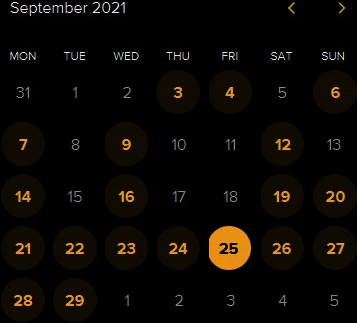 September 2021
MON TUE WED THU FRI SAT SUN
31 1 2 3 4 5 6
7 8 9 10 11 12 13
14 15 16 17 18 19 20
21 22 23 24 25 26 27
28 29 1 2 3 4 5